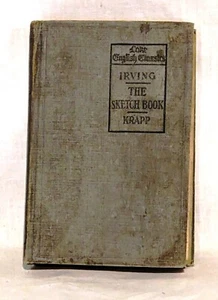 Lake
English Classics
IRVING
THE
SKETCH BOOK
KRAPP